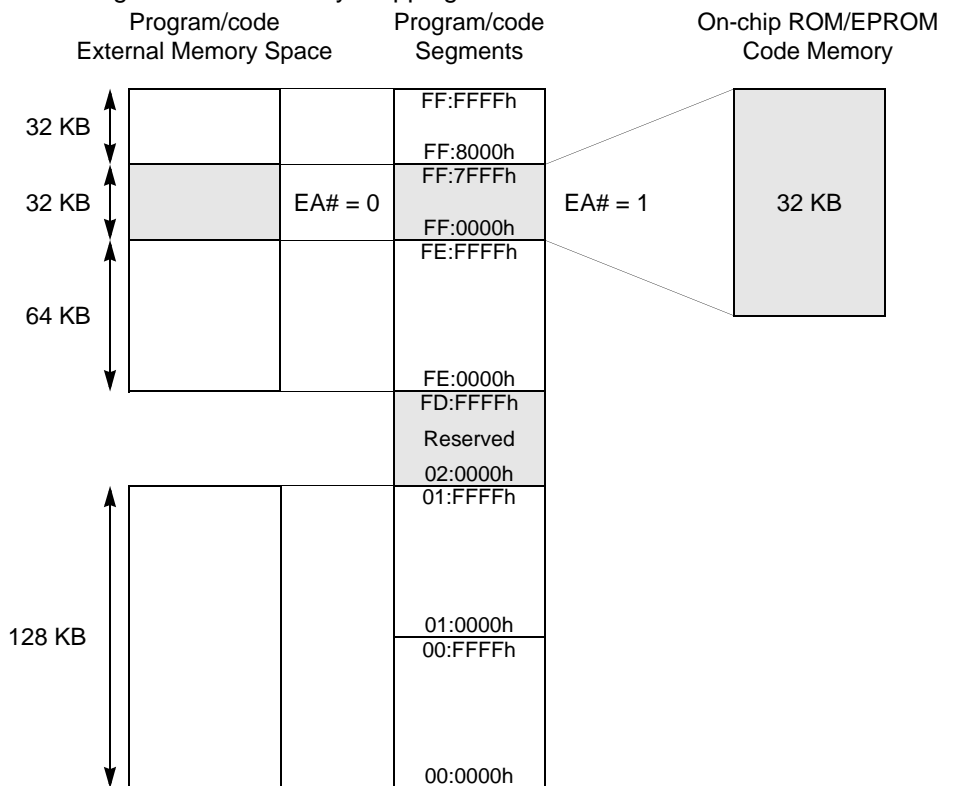 Program/code
External Memory Space
Program/code
Segments
On-chip ROM/EPROM
Code Memory
32 KB
FF:FFFFh
FF:8000h
32 KB
EA# = 0
FF:7FFFh
FF:0000h
EA# = 1
32 KB
64 KB
FE:FFFFh
FE:0000h
FD:FFFFh
Reserved
02:0000h
128 KB
01:FFFFh
01:0000h
00:FFFFh
00:0000h